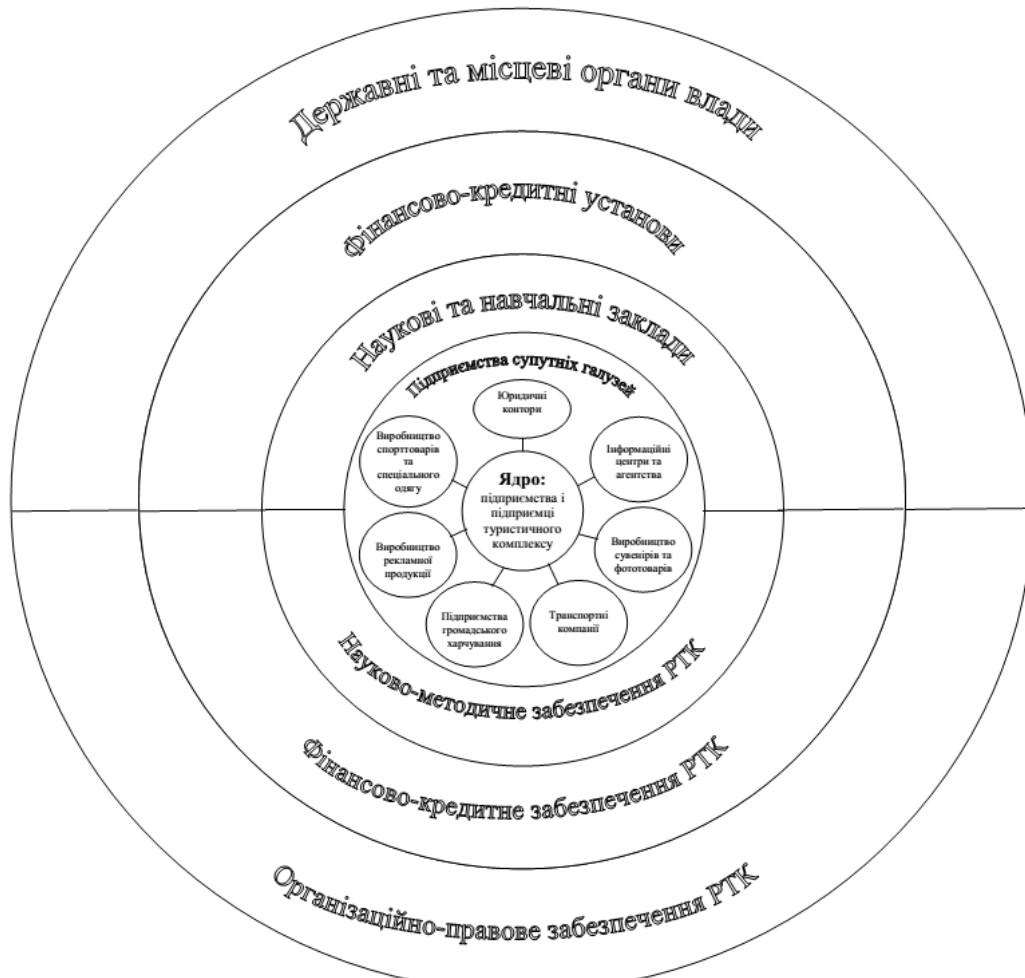 Державні та місцеві органи влади
Фінансово-кредитні установи
Наукові та навчальні заклади
Підприємства супутніх галузей
Юридичні
контори
Виробництво
спорттоварів
та
спеціального
одягу
Інформаційні
центри та
агентства
Ядро:
підприємства і
підприємці
туристичного
комплексу
Виробництво
рекламної
продукції
Виробництво
сувенірів та
фототоварів
Підприємства
громадського
харчування
Транспортні
компанії
Науково-методичне забезпечення РТК
Фінансово-кредитне забезпечення РТК
Організаційно-правове забезпечення РТК